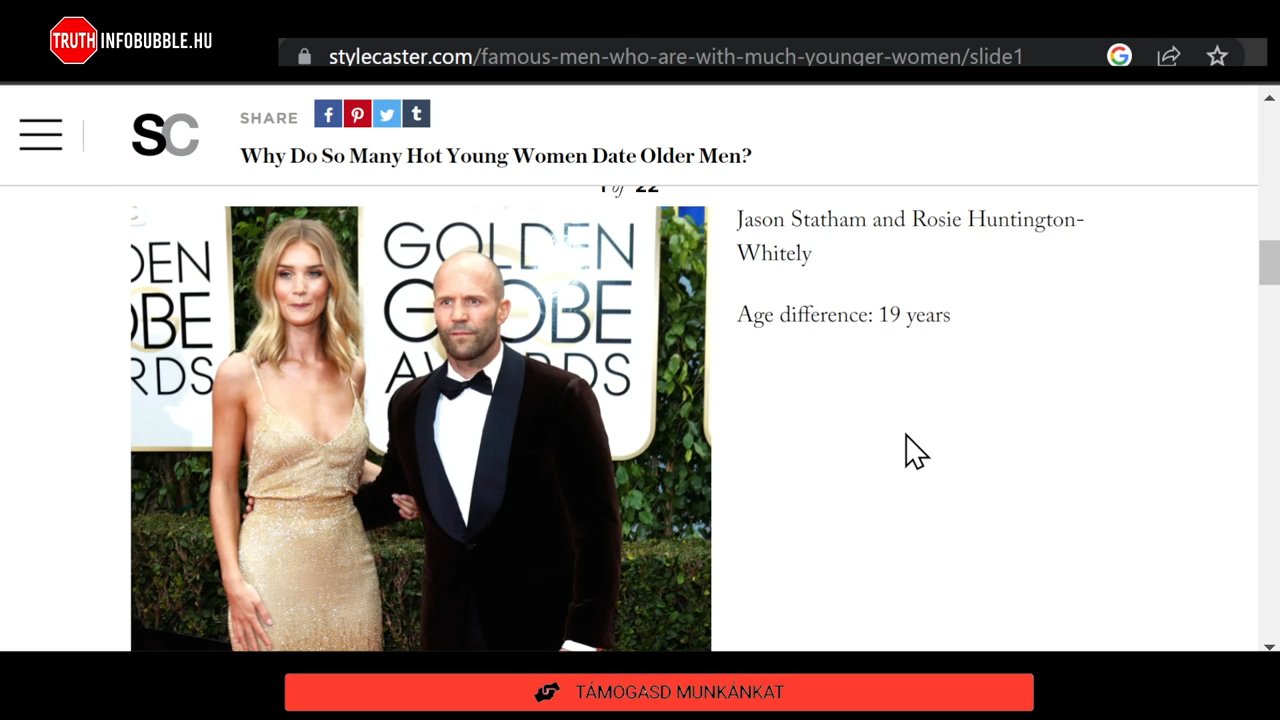 TRUTH INFOBUBBLE.HU
stylecaster.com/famous-men-who-are-with-much-younger-women/slide1
SC
SHARE
Why Do So Many Hot Young Women Date Older Men?
1 of 22
GOLDEN
GLOBE
AWARDS
DEN
OBE
RDS
Jason Statham and Rosie Huntington-
Whitely
Age difference: 19 years
TÁMOGASD MUNKÁNKAT